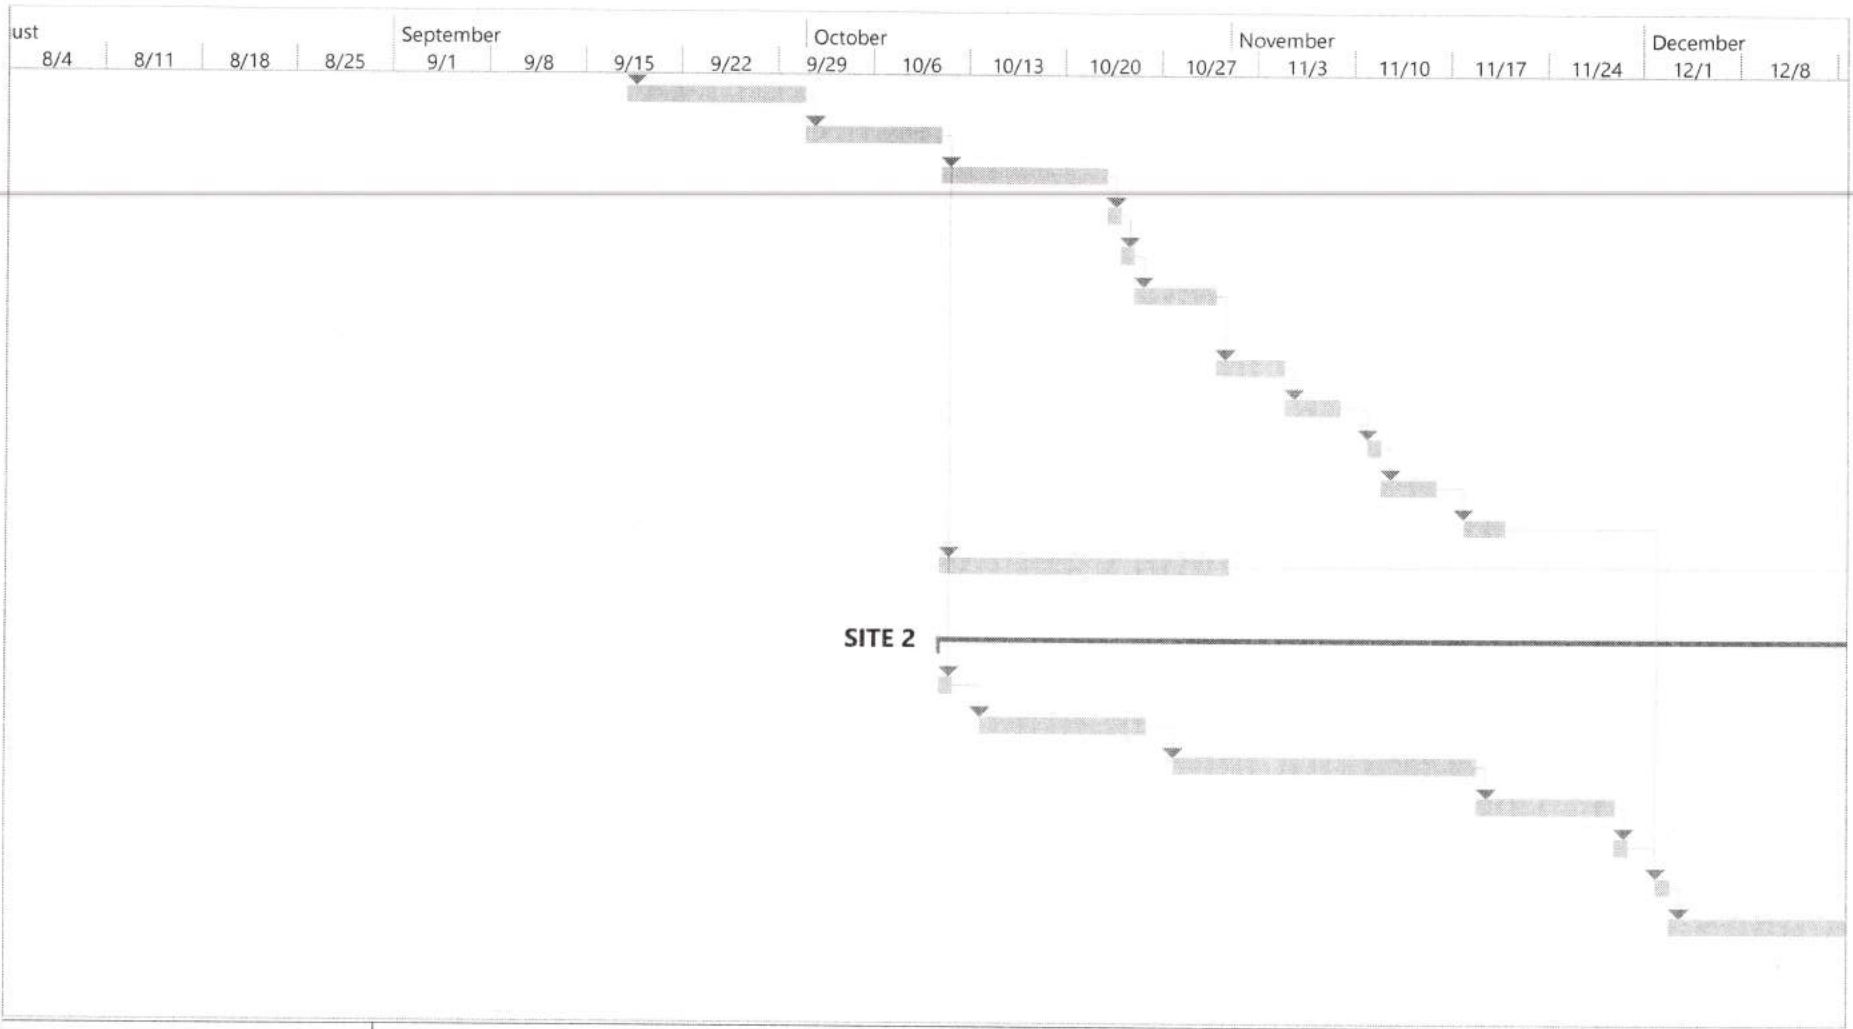 ust September October November December
8/4 8/11 8/18 8/25 9/1 9/8 9/15 9/22 9/29 10/6 10/13 10/20 10/27 11/3 11/10 11/17 11/24 12/1 12/8
SITE 2